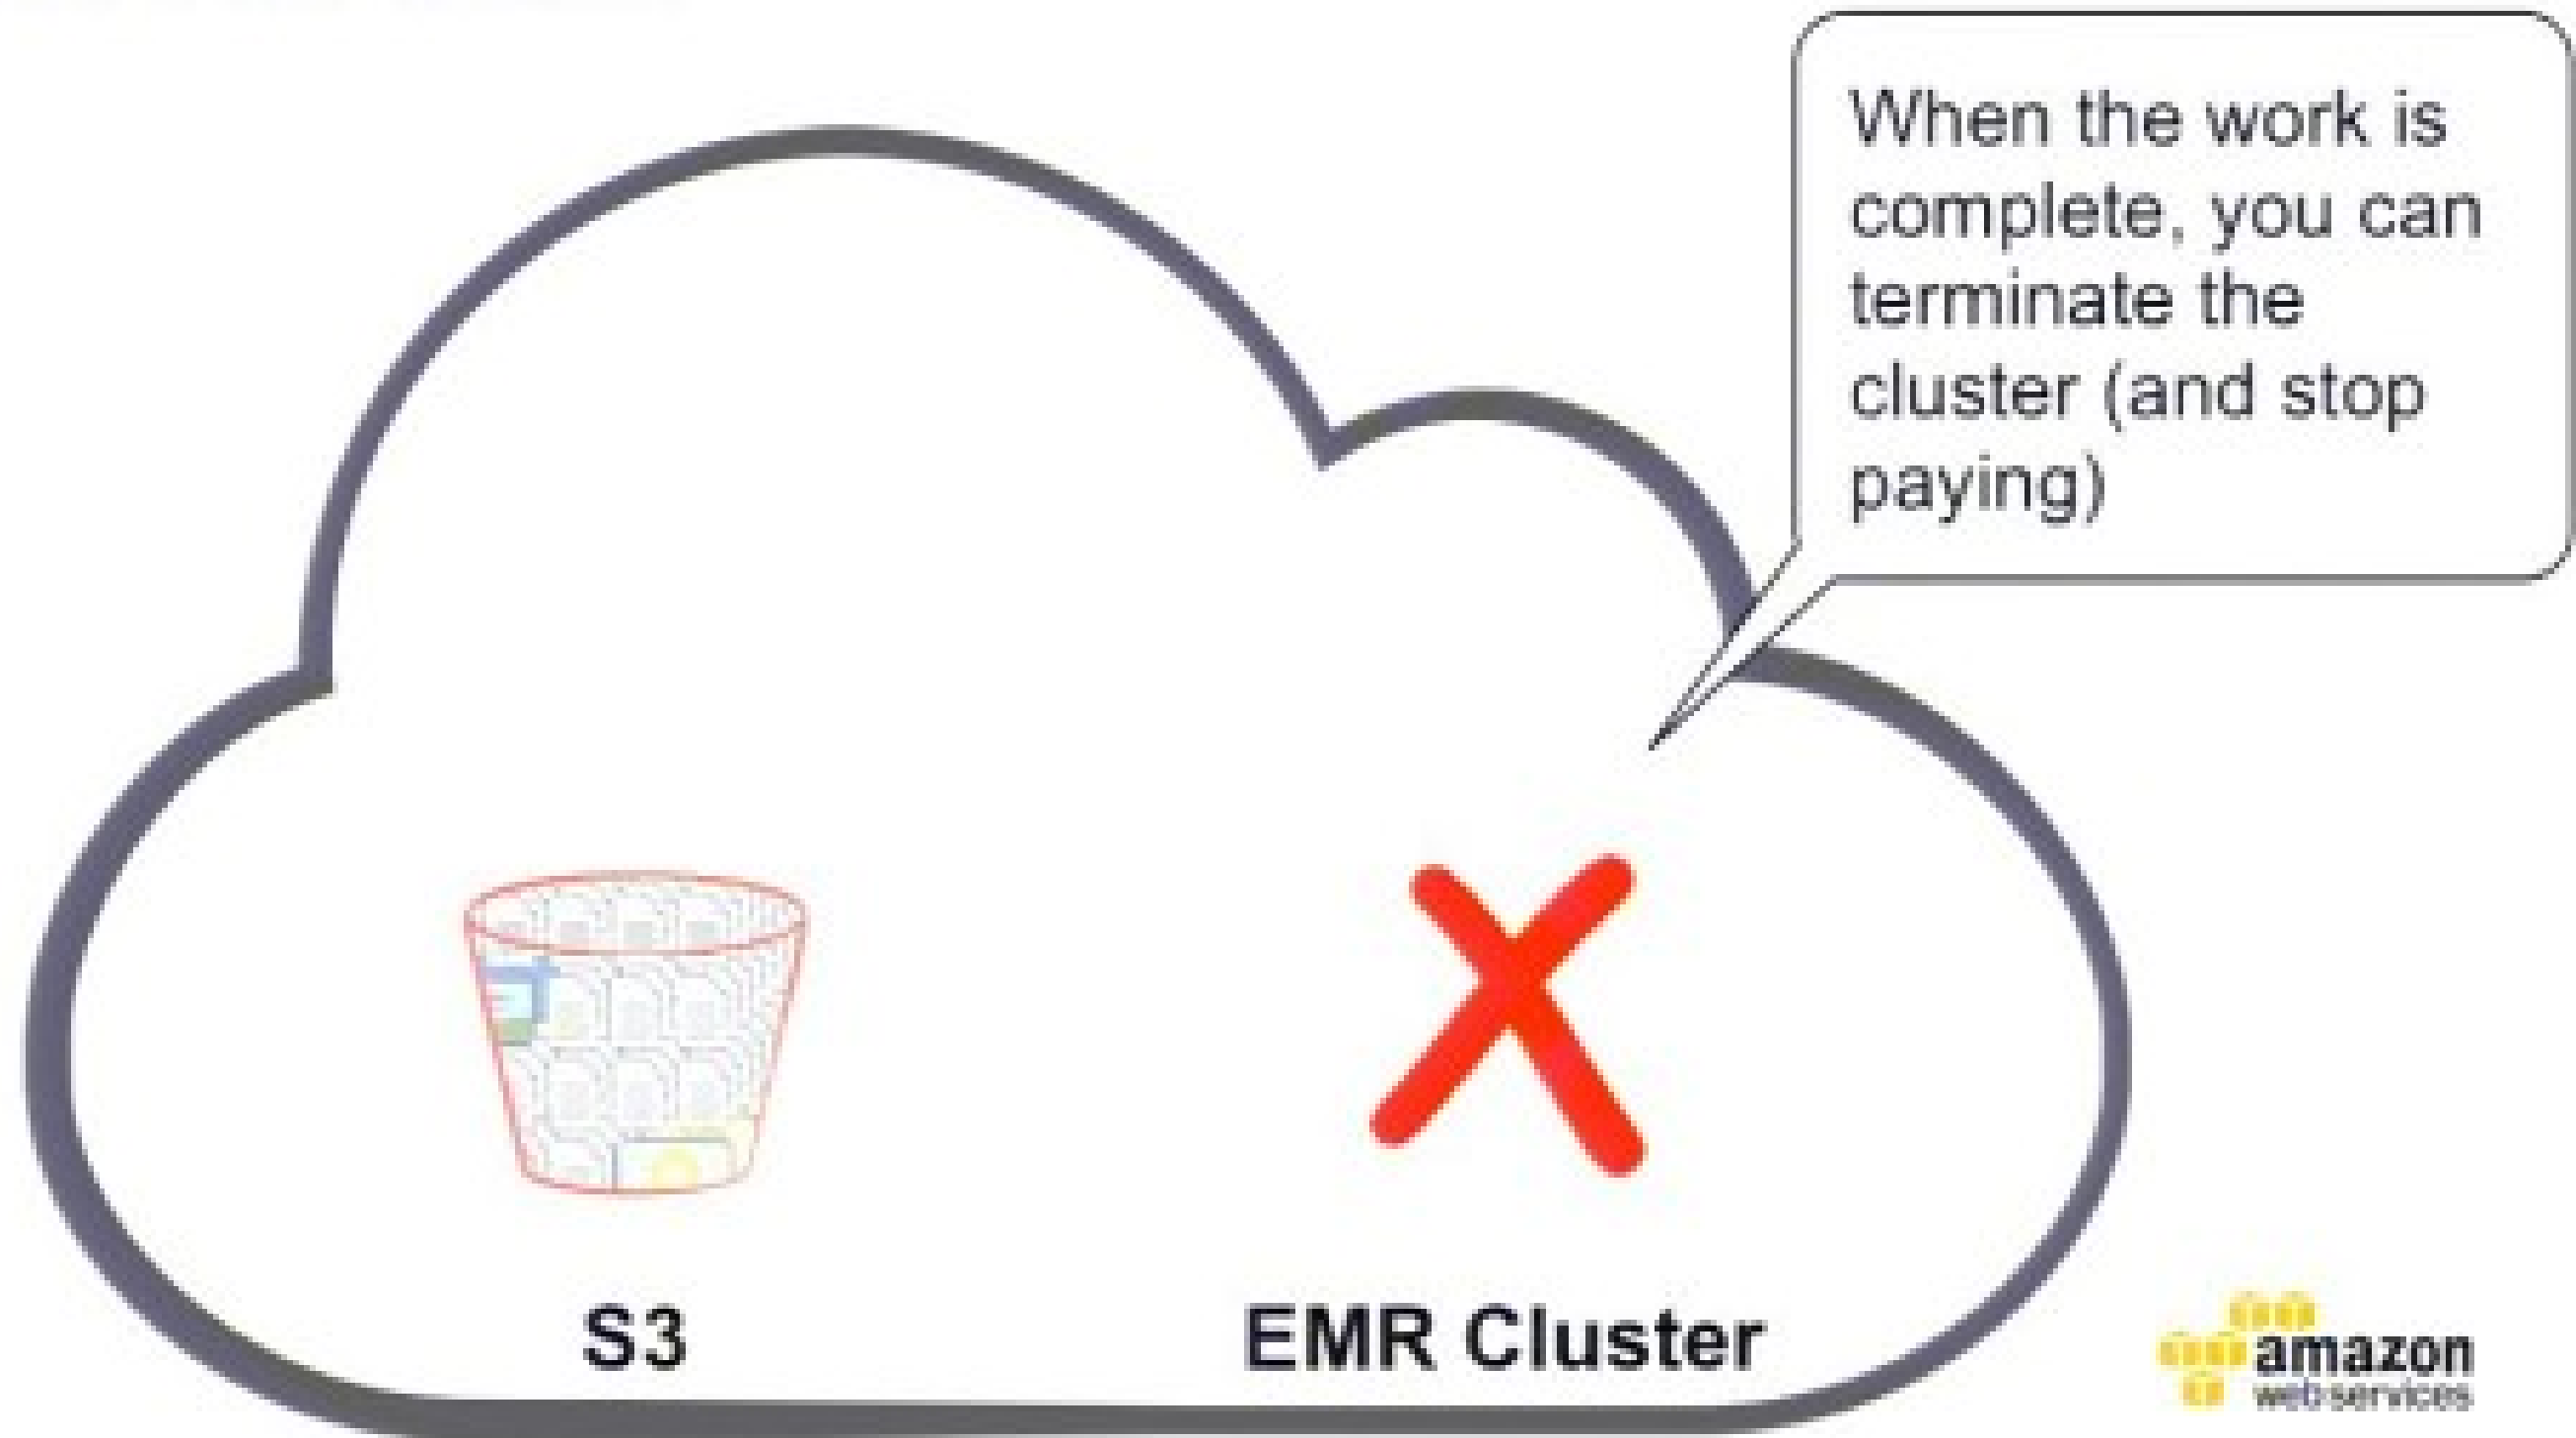 When the work is
complete, you can
terminate the
cluster (and stop
paying)
S3
EMR Cluster
amazon
webservices